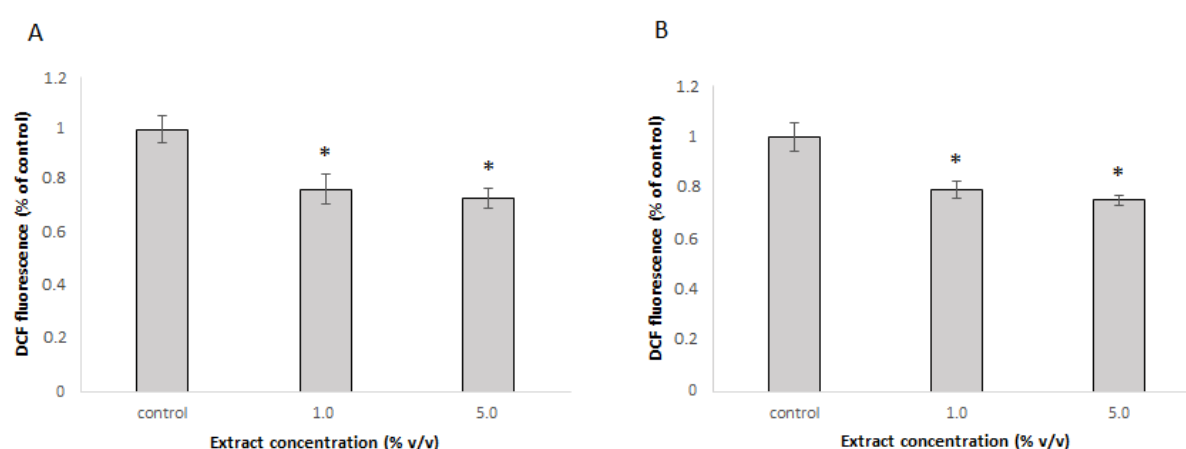 A
DCF fluorescence (% of control)
1.2
1
0.8
0.6
0.4
0.2
0
*
*
control 1.0 5.0
Extract concentration (% v/v)
B
DCF fluorescence (% of control)
1.2
1
0.8
0.6
0.4
0.2
0
*
*
control 1.0 5.0
Extract concentration (% v/v)